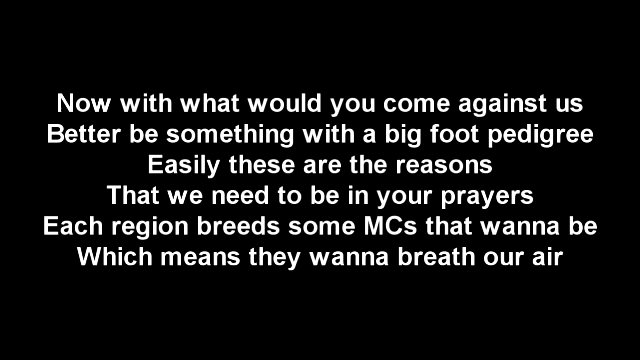 Now with what would you come against us
Better be something with a big foot pedigree
Easily these are the reasons
That we need to be in your prayers
Each region breeds some MCs that wanna be
Which means they wanna breath our air